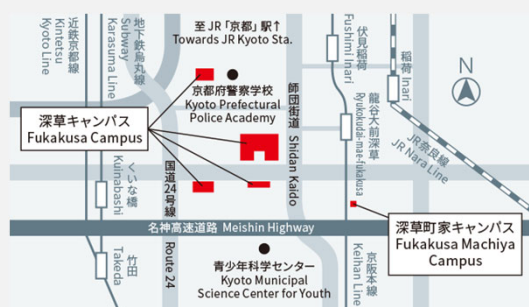 近鉄京都線
Kintetsu
Kyoto Line
地下鉄烏丸線
Subway
Karasuma Line
至JR「京都」駅↑
Towards JR Kyoto Sta.
京都府警察学校
Kyoto Prefectural
Police Academy
師団街道 Shidan Kaido
伏見稲荷
Fushimi Inari
稲荷 Inari
N
龍谷大前深草
Ryukokudai-mae-fukakusa
JR奈良線
JR Nara Line
深草キャンパス
Fukakusa Campus
くいな橋
Kuinabashi
国道24号線
Route 24
深草町家キャンパス
Fukakusa Machiya
Campus
名神高速道路 Meishin Highway
竹田
Takeda
青少年科学センター
Kyoto Municipal
Science Center for Youth
京阪本線
Keihan Line